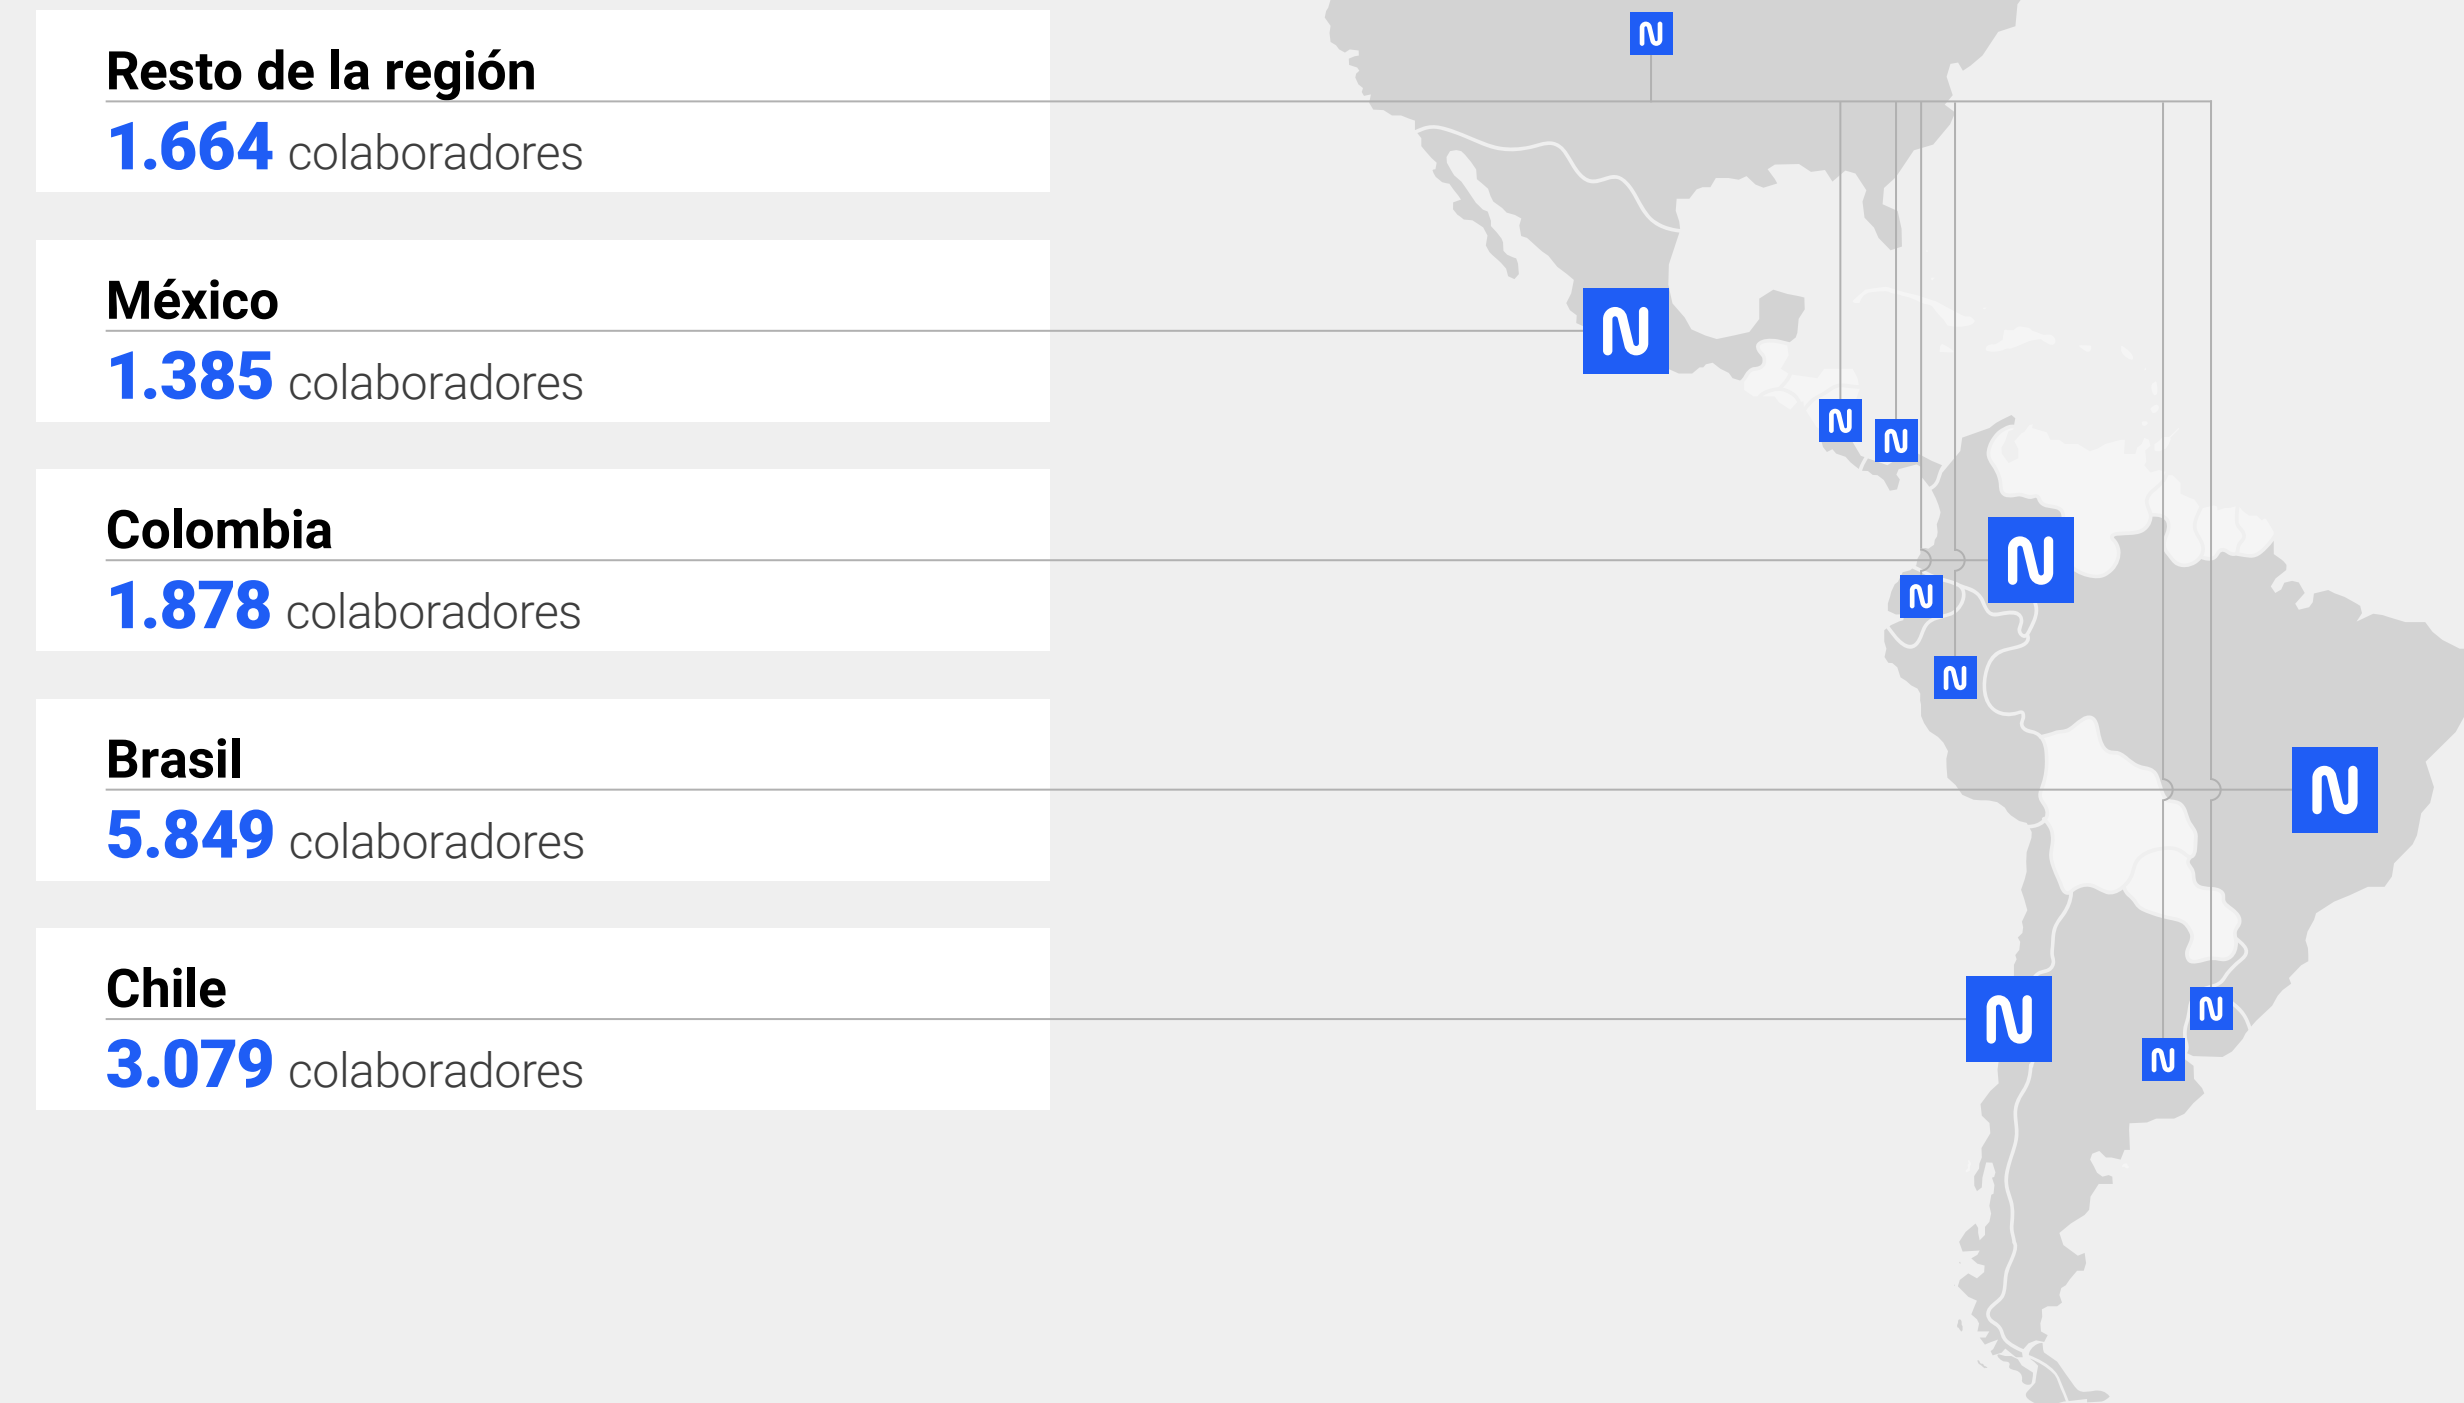 Resto de la región
1.664 colaboradores
México
1.385 colaboradores
Colombia
1.878 colaboradores
Brasil
5.849 colaboradores
Chile
3.079 colaboradores